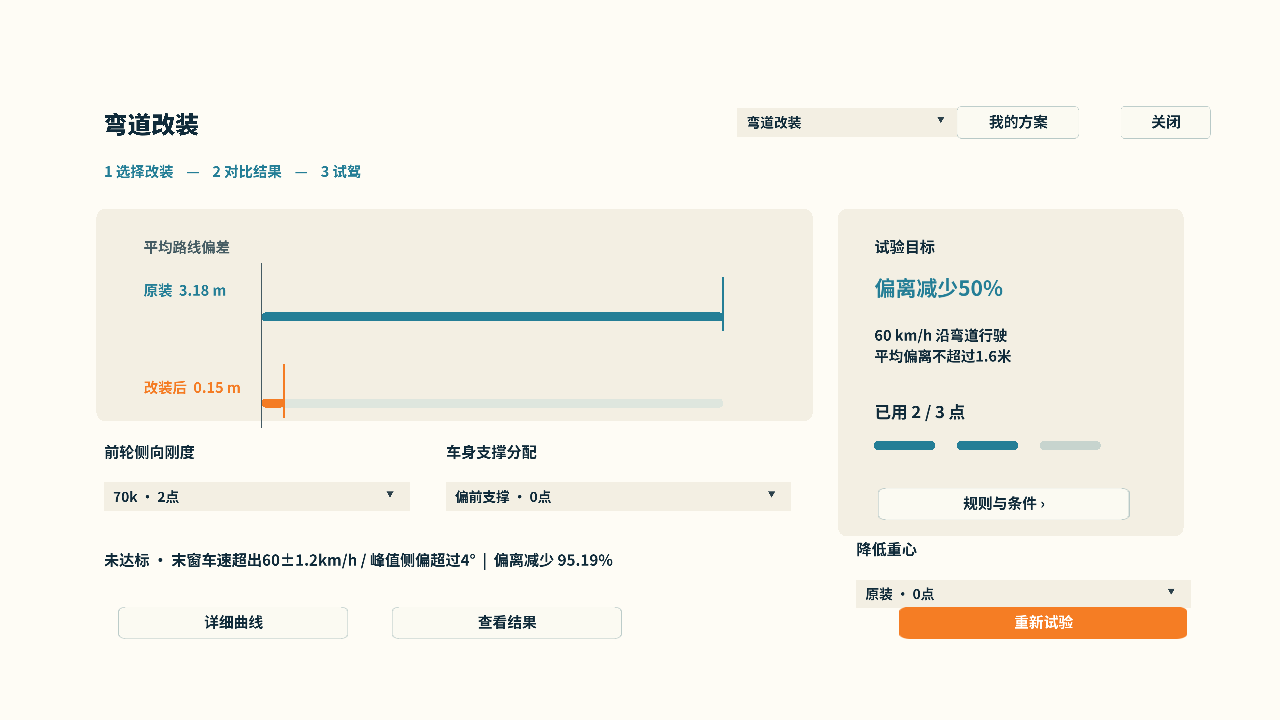 弯道改装
弯道改装
我的方案
关闭
1 选择改装 — 2 对比结果 — 3 试驾
平均路线偏差
原装 3.18 m
改装后 0.15 m
试验目标
偏离减少50%
60 km/h 沿弯道行驶
平均偏离不超过1.6米
已用 2 / 3 点
规则与条件 ›
前轮侧向刚度
70k · 2点
车身支撑分配
偏前支撑 · 0点
降低重心
原装 · 0点
未达标 · 末窗车速超出60±1.2km/h / 峰值侧偏超过4° | 偏离减少 95.19%
详细曲线
查看结果
重新试验